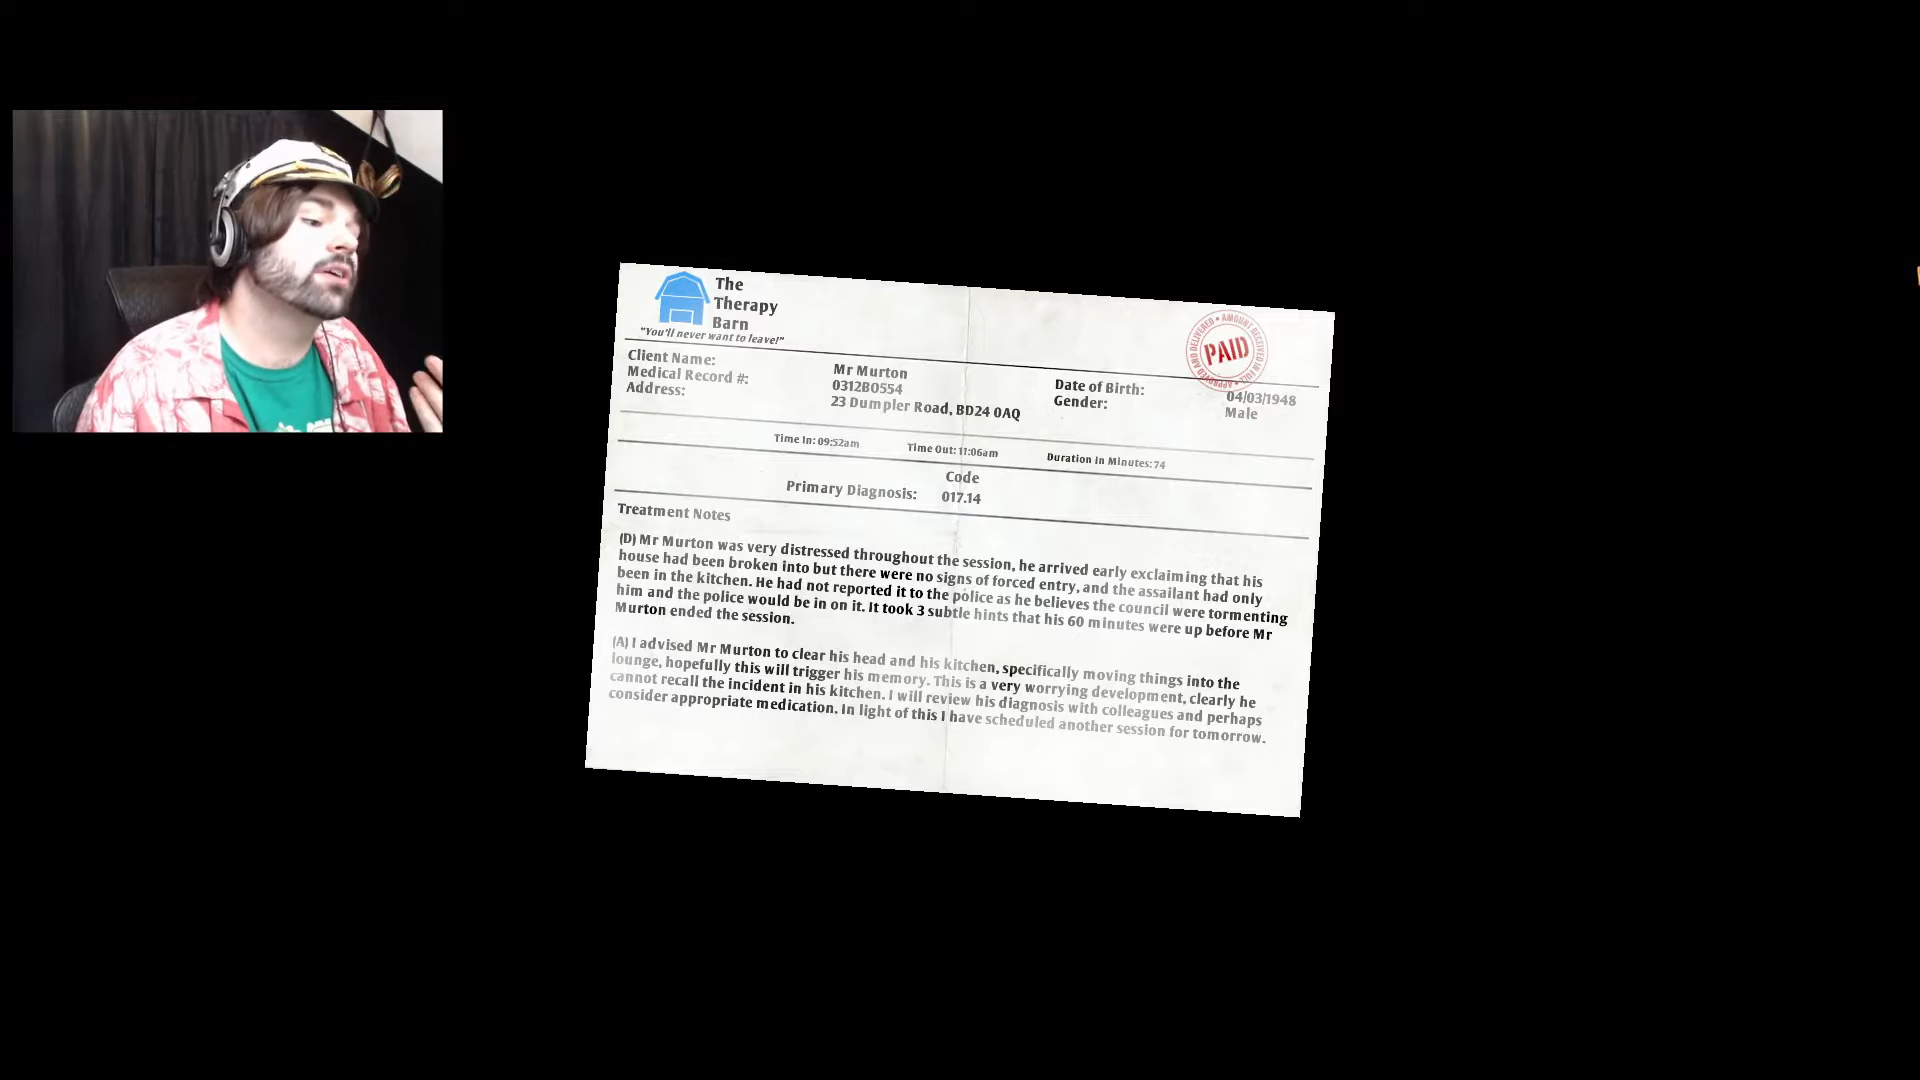 The
Therapy
Barn
"You'll never want to leave!"
AMOUNT RECEIVED IN FULL • APPROVED AND DELIVERED •
PAID
Client Name: Mr Murton
Medical Record #: 0312B0554
Address: 23 Dumpler Road, BD24 0AQ
Date of Birth: 04/03/1948
Gender: Male
Time In: 09:52am Time Out: 11:06am Duration in Minutes: 74
Code
Primary Diagnosis: 017.14
Treatment Notes
(D) Mr Murton was very distressed throughout the session, he arrived early exclaiming that his
house had been broken into but there were no signs of forced entry, and the assailant had only
been in the kitchen. He had not reported it to the police as he believes the council were tormenting
him and the police would be in on it. It took 3 subtle hints that his 60 minutes were up before Mr
Murton ended the session.
(A) I advised Mr Murton to clear his head and his kitchen, specifically moving things into the
lounge, hopefully this will trigger his memory. This is a very worrying development, clearly he
cannot recall the incident in his kitchen. I will review his diagnosis with colleagues and perhaps
consider appropriate medication. In light of this I have scheduled another session for tomorrow.